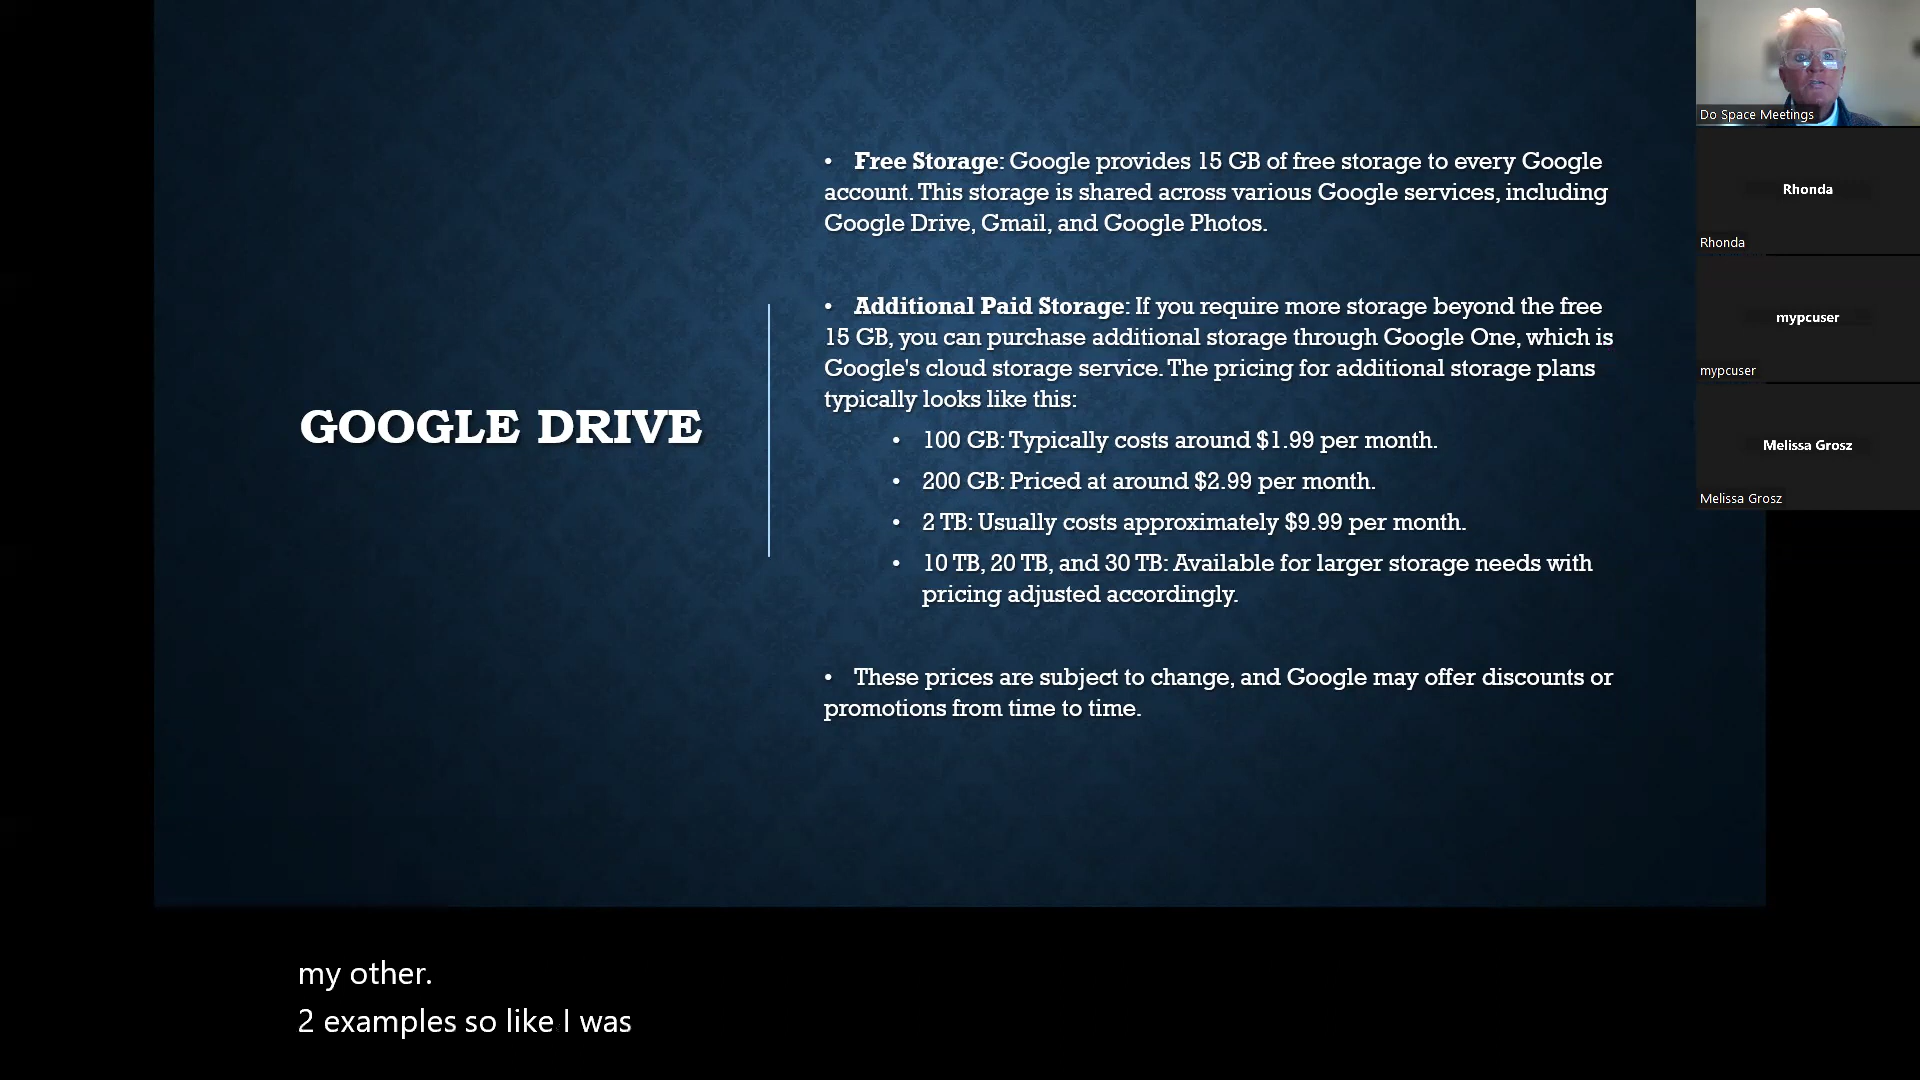 GOOGLE DRIVE
• Free Storage: Google provides 15 GB of free storage to every Google
account. This storage is shared across various Google services, including
Google Drive, Gmail, and Google Photos.
• Additional Paid Storage: If you require more storage beyond the free
15 GB, you can purchase additional storage through Google One, which is
Google's cloud storage service. The pricing for additional storage plans
typically looks like this:
• 100 GB: Typically costs around $1.99 per month.
• 200 GB: Priced at around $2.99 per month.
• 2 TB: Usually costs approximately $9.99 per month.
• 10 TB, 20 TB, and 30 TB: Available for larger storage needs with
pricing adjusted accordingly.
• These prices are subject to change, and Google may offer discounts or
promotions from time to time.
Do Space Meetings
Rhonda
Rhonda
mypcuser
mypcuser
Melissa Grosz
Melissa Grosz
my other.
2 examples so like I was